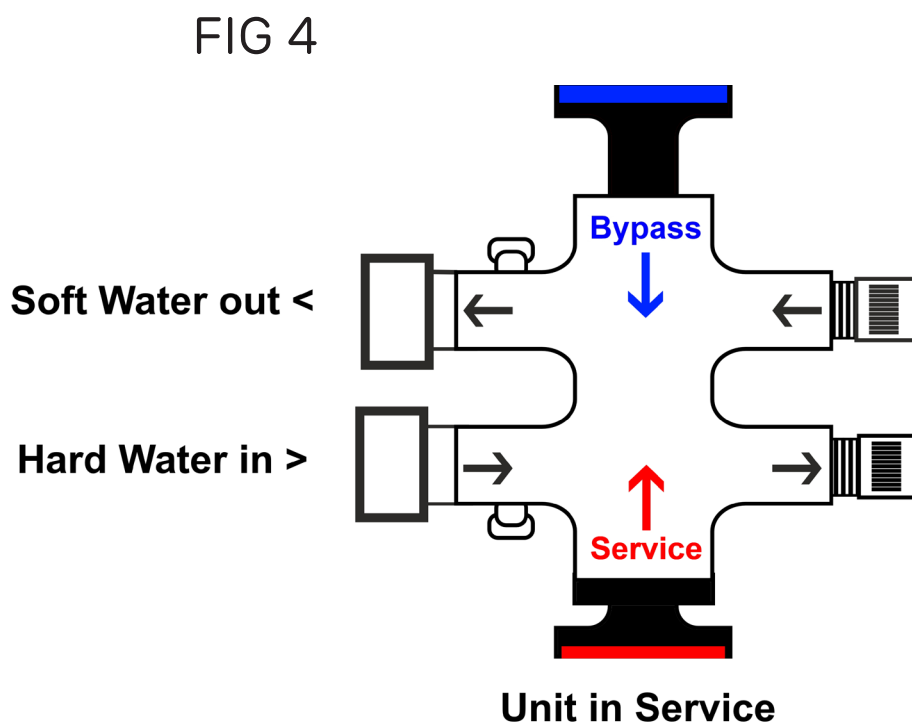 FIG 4
Bypass
Soft Water out <
Hard Water in >
Service
Unit in Service